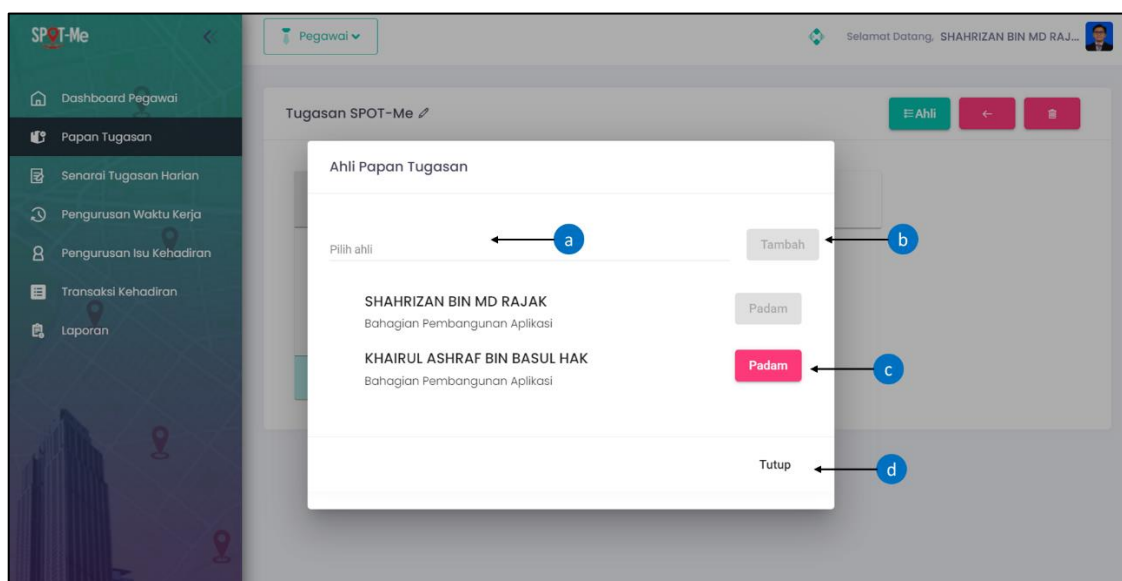 SPOT-Me
Pegawai
Selamat Datang, SHAHRIZAN BIN MD RAJ...
Dashboard Pegawai
Papan Tugasan
Senarai Tugasan Harian
Pengurusan Waktu Kerja
Pengurusan Isu Kehadiran
Transaksi Kehadiran
Laporan
Tugasan SPOT-Me
Ahli
Ahli Papan Tugasan
Pilih ahli
a
Tambah
b
SHAHRIZAN BIN MD RAJAK
Bahagian Pembangunan Aplikasi
Padam
KHAIRUL ASHRAF BIN BASUL HAK
Bahagian Pembangunan Aplikasi
Padam
c
Tutup
d